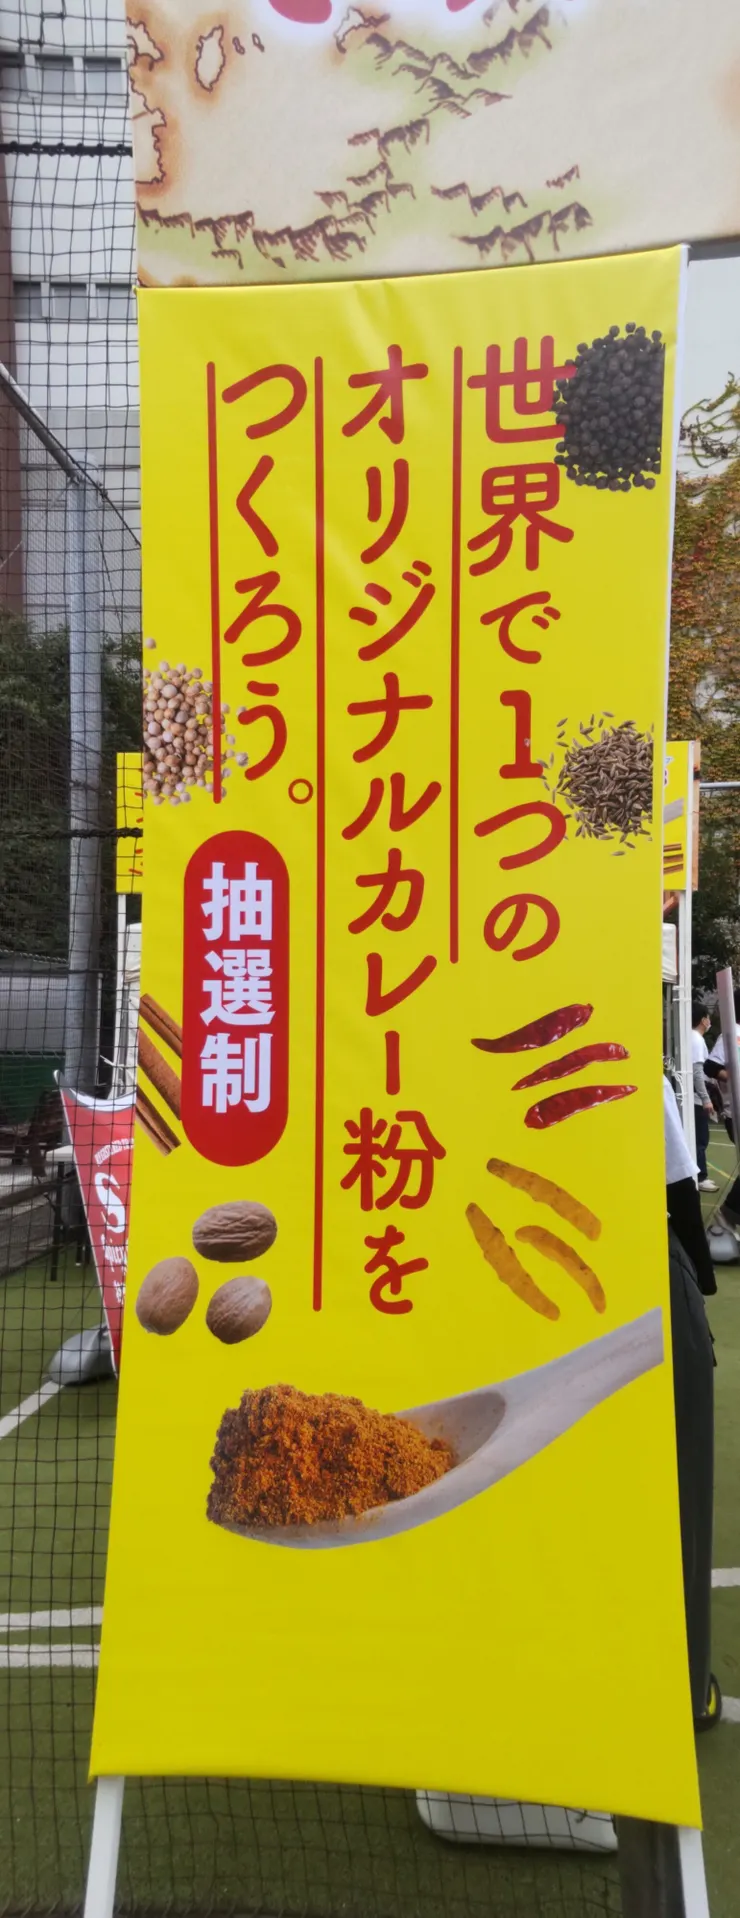 世界で1つの
オリジナルカレー粉を
つくろう。
抽選制